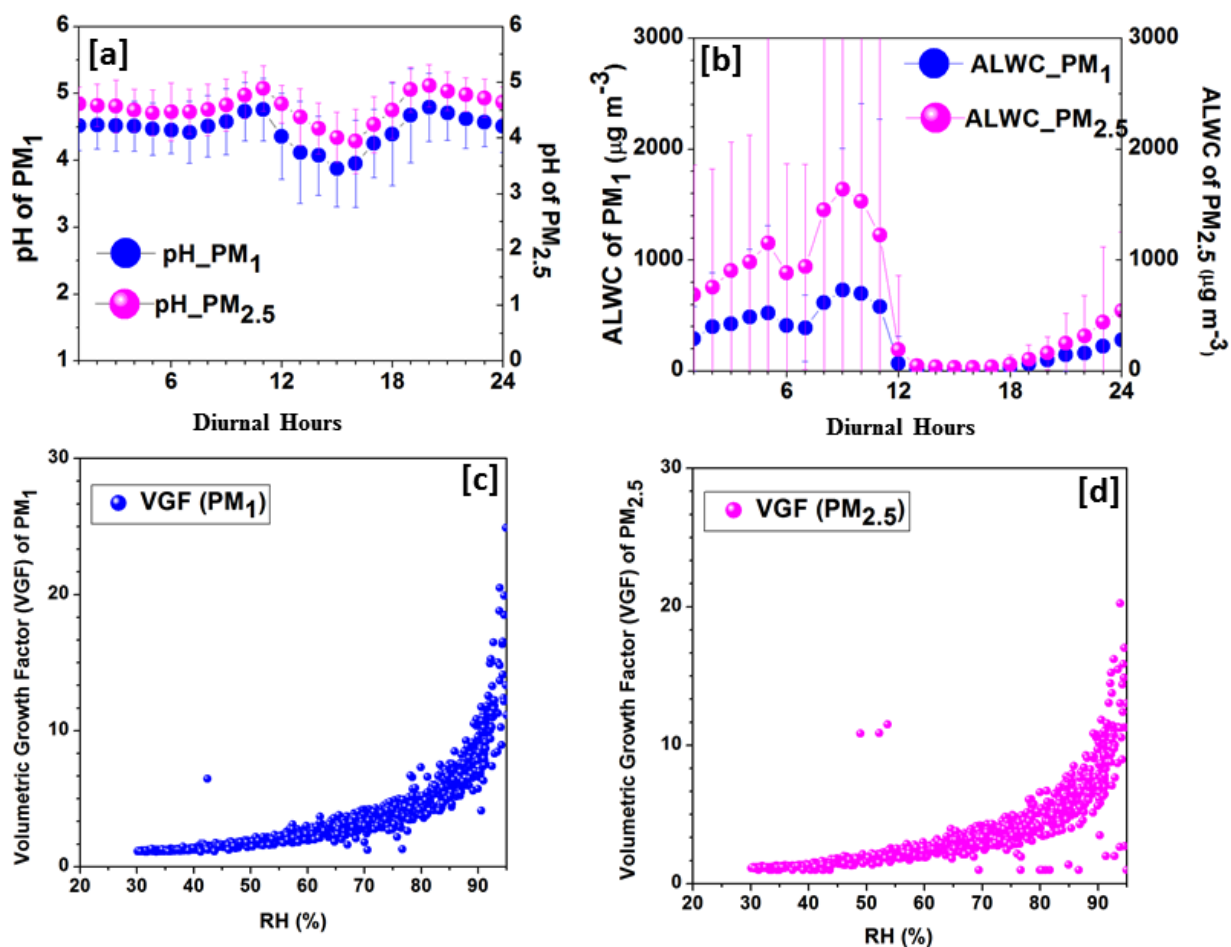 [a]
6
5
4
3
2
1
pH of PM1
6
5
4
3
2
1
0
pH of PM2.5
pH_PM1
pH_PM2.5
6 12 18 24
Diurnal Hours
[b]
3000
2000
1000
0
ALWC of PM1 (μg m-3)
3000
2000
1000
0
ALWC of PM2.5 (μg m-3)
ALWC_PM1
ALWC_PM2.5
6 12 18 24
Diurnal Hours
[c]
30
20
10
0
Volumetric Growth Factor (VGF) of PM1
VGF (PM1)
20 30 40 50 60 70 80 90
RH (%)
[d]
30
20
10
0
Volumetric Growth Factor (VGF) of PM2.5
VGF (PM2.5)
20 30 40 50 60 70 80 90
RH (%)